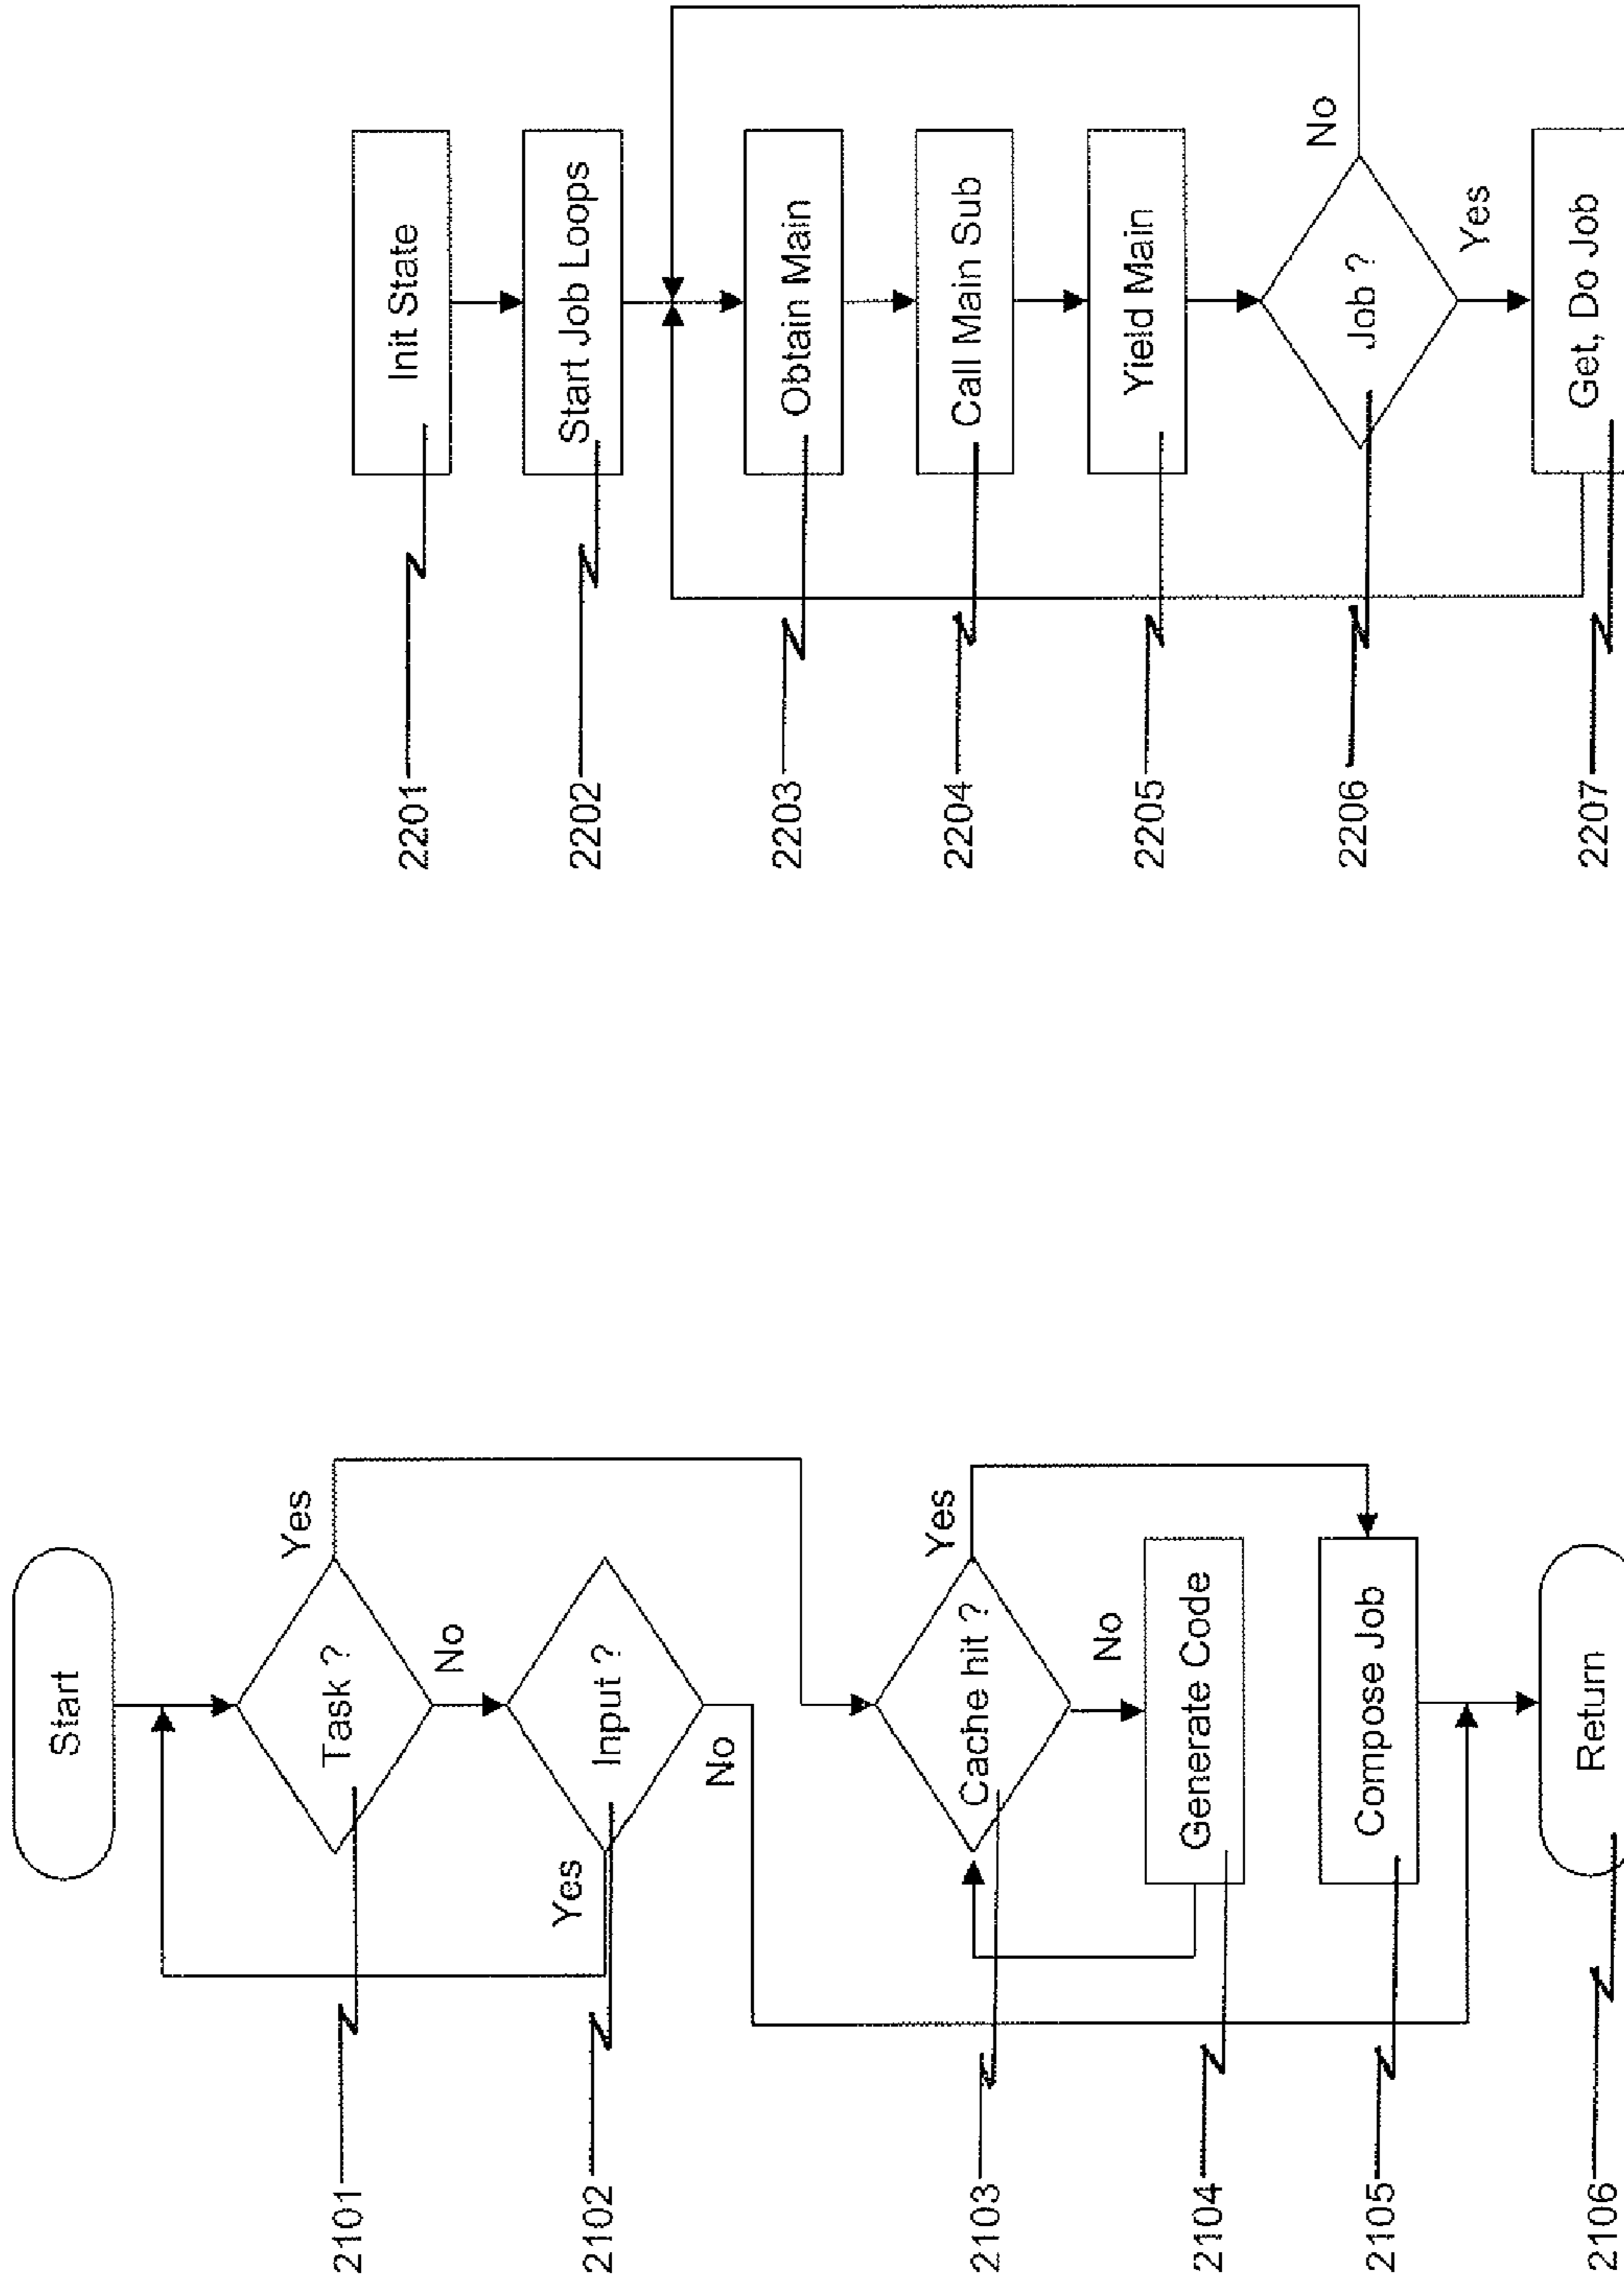 Start
Task ?
Yes
No
Input ?
Yes
No
Cache hit ?
Yes
No
Generate Code
Compose Job
Return
2101
2102
2103
2104
2105
2106
Init State
Start Job Loops
Obtain Main
Call Main Sub
Yield Main
Job ?
No
Yes
Get, Do Job
2201
2202
2203
2204
2205
2206
2207